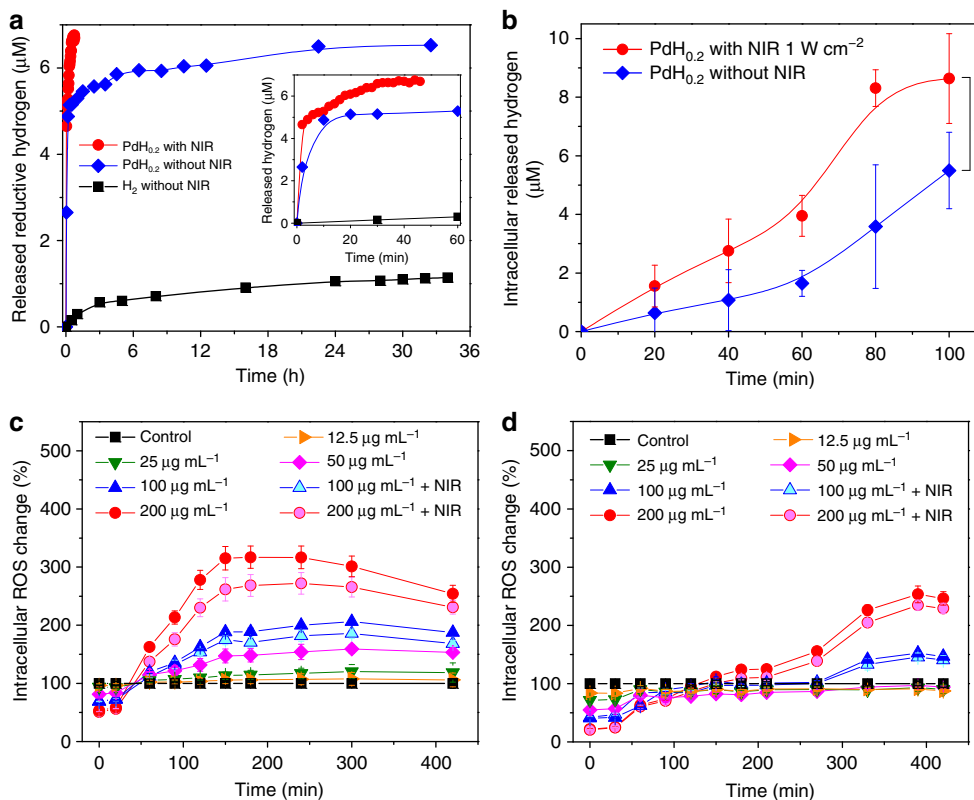 a
Released reductive hydrogen (μM)
6
4
2
0
0
6
12
18
24
30
36
Time (h)
PdH0.2 with NIR
PdH0.2 without NIR
H2 without NIR
Released hydrogen (μM)
6
4
2
0
0
20
40
60
Time (min)
b
Intracellular released hydrogen
(μM)
10
8
6
4
2
0
0
20
40
60
80
100
Time (min)
PdH0.2 with NIR 1 W cm−2
PdH0.2 without NIR
c
Intracellular ROS change (%)
500
400
300
200
100
0
0
100
200
300
400
Time (min)
Control
12.5 μg mL−1
25 μg mL−1
50 μg mL−1
100 μg mL−1
100 μg mL−1 + NIR
200 μg mL−1
200 μg mL−1 + NIR
d
Intracellular ROS change (%)
500
400
300
200
100
0
0
100
200
300
400
Time (min)
Control
12.5 μg mL−1
25 μg mL−1
50 μg mL−1
100 μg mL−1
100 μg mL−1 + NIR
200 μg mL−1
200 μg mL−1 + NIR